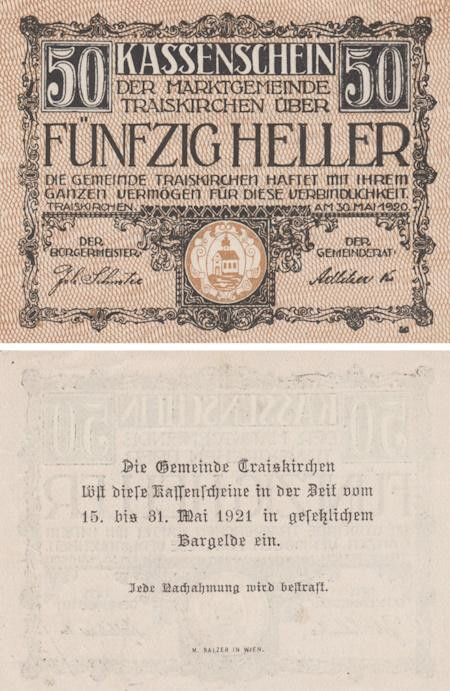 50 KASSENSCHEIN 50
DER MARKTGEMEINDE
TRAISKIRCHEN ÜBER
FÜNFZIG HELLER
DIE GEMEINDE TRAISKIRCHEN HAFTET MIT IHREM
GANZEN VERMÖGEN FÜR DIESE VERBINDLICHKEIT.
TRAISKIRCHEN, AM 30. MAI 1920.
DER
BÜRGERMEISTER:
DER
GEMEINDERAT:
Die Gemeinde Traiskirchen
löst diese Kassenscheine in der Zeit vom
15. bis 31. Mai 1921 in gesetzlichem
Bargelde ein.
Jede Nachahmung wird bestraft.
M. SALZER IN WIEN.